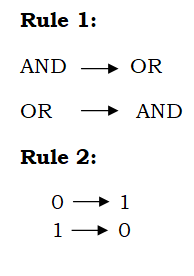 Rule 1:
AND → OR
OR → AND
Rule 2:
0 → 1
1 → 0